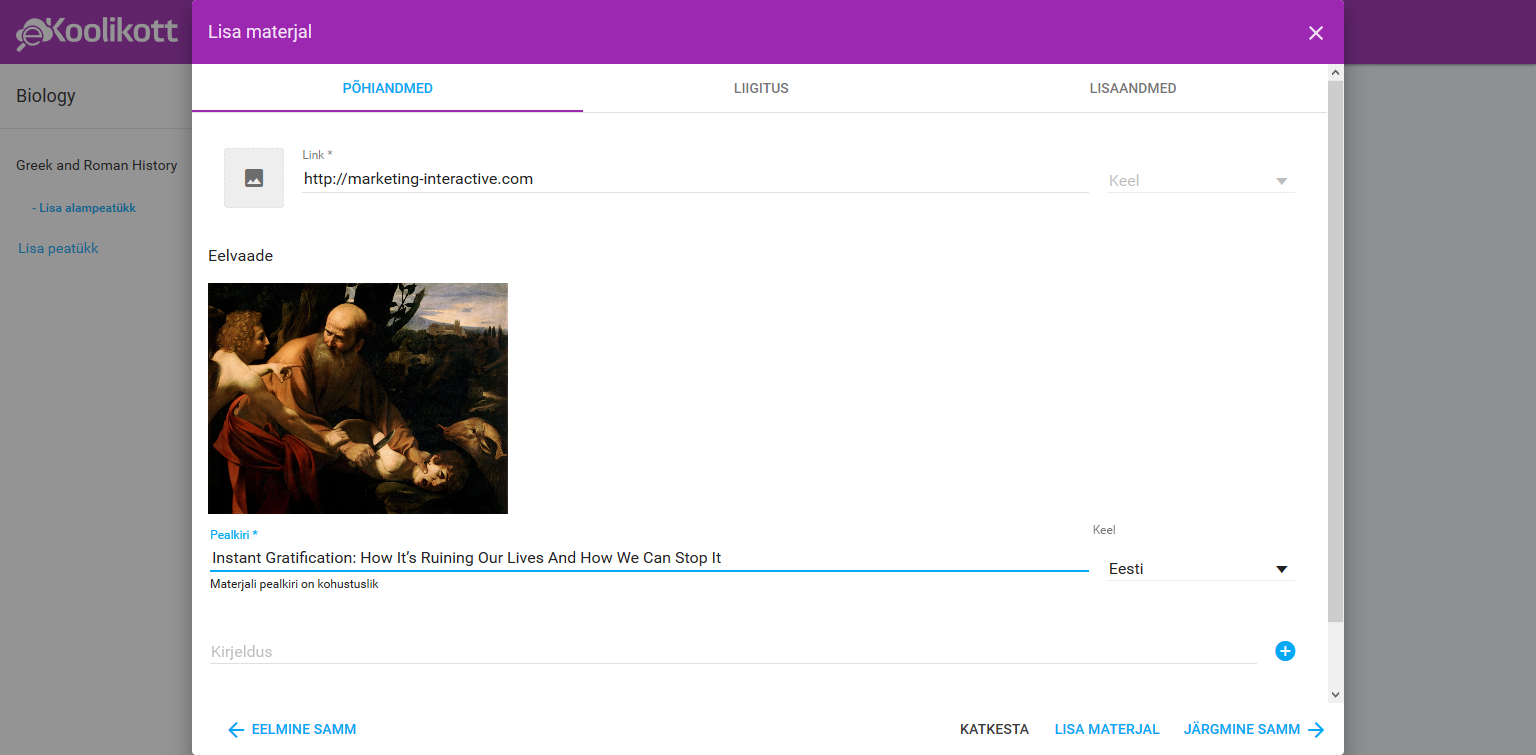 eKoolikott
Lisa materjal
Biology
Greek and Roman History
- Lisa alampeatükk
Lisa peatükk
PÕHIANDMED
LIIGITUS
LISAANDMED
Link *
http://marketing-interactive.com
Keel
Eelvaade
Pealkiri *
Keel
Instant Gratification: How It’s Ruining Our Lives And How We Can Stop It
Eesti
Materjali pealkiri on kohustuslik
Kirjeldus
EELMINE SAMM
KATKESTA
LISA MATERJAL
JÄRGMINE SAMM